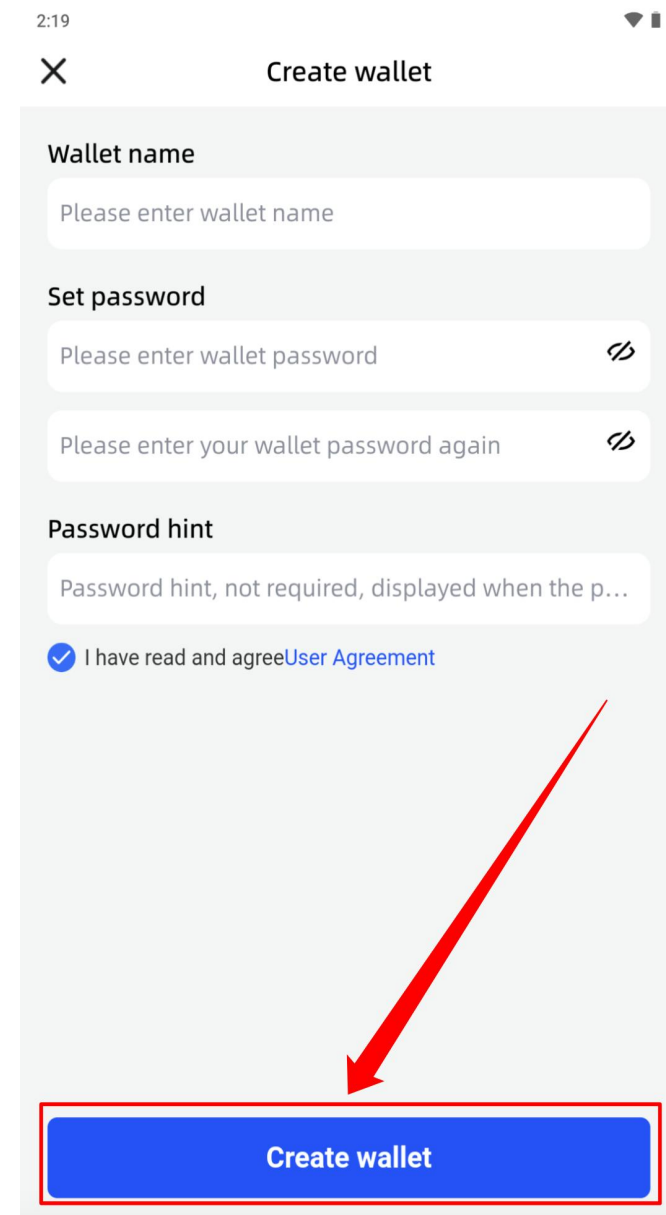 2:19
Create wallet
Wallet name
Please enter wallet name
Set password
Please enter wallet password
Please enter your wallet password again
Password hint
Password hint, not required, displayed when the p...
I have read and agreeUser Agreement
Create wallet